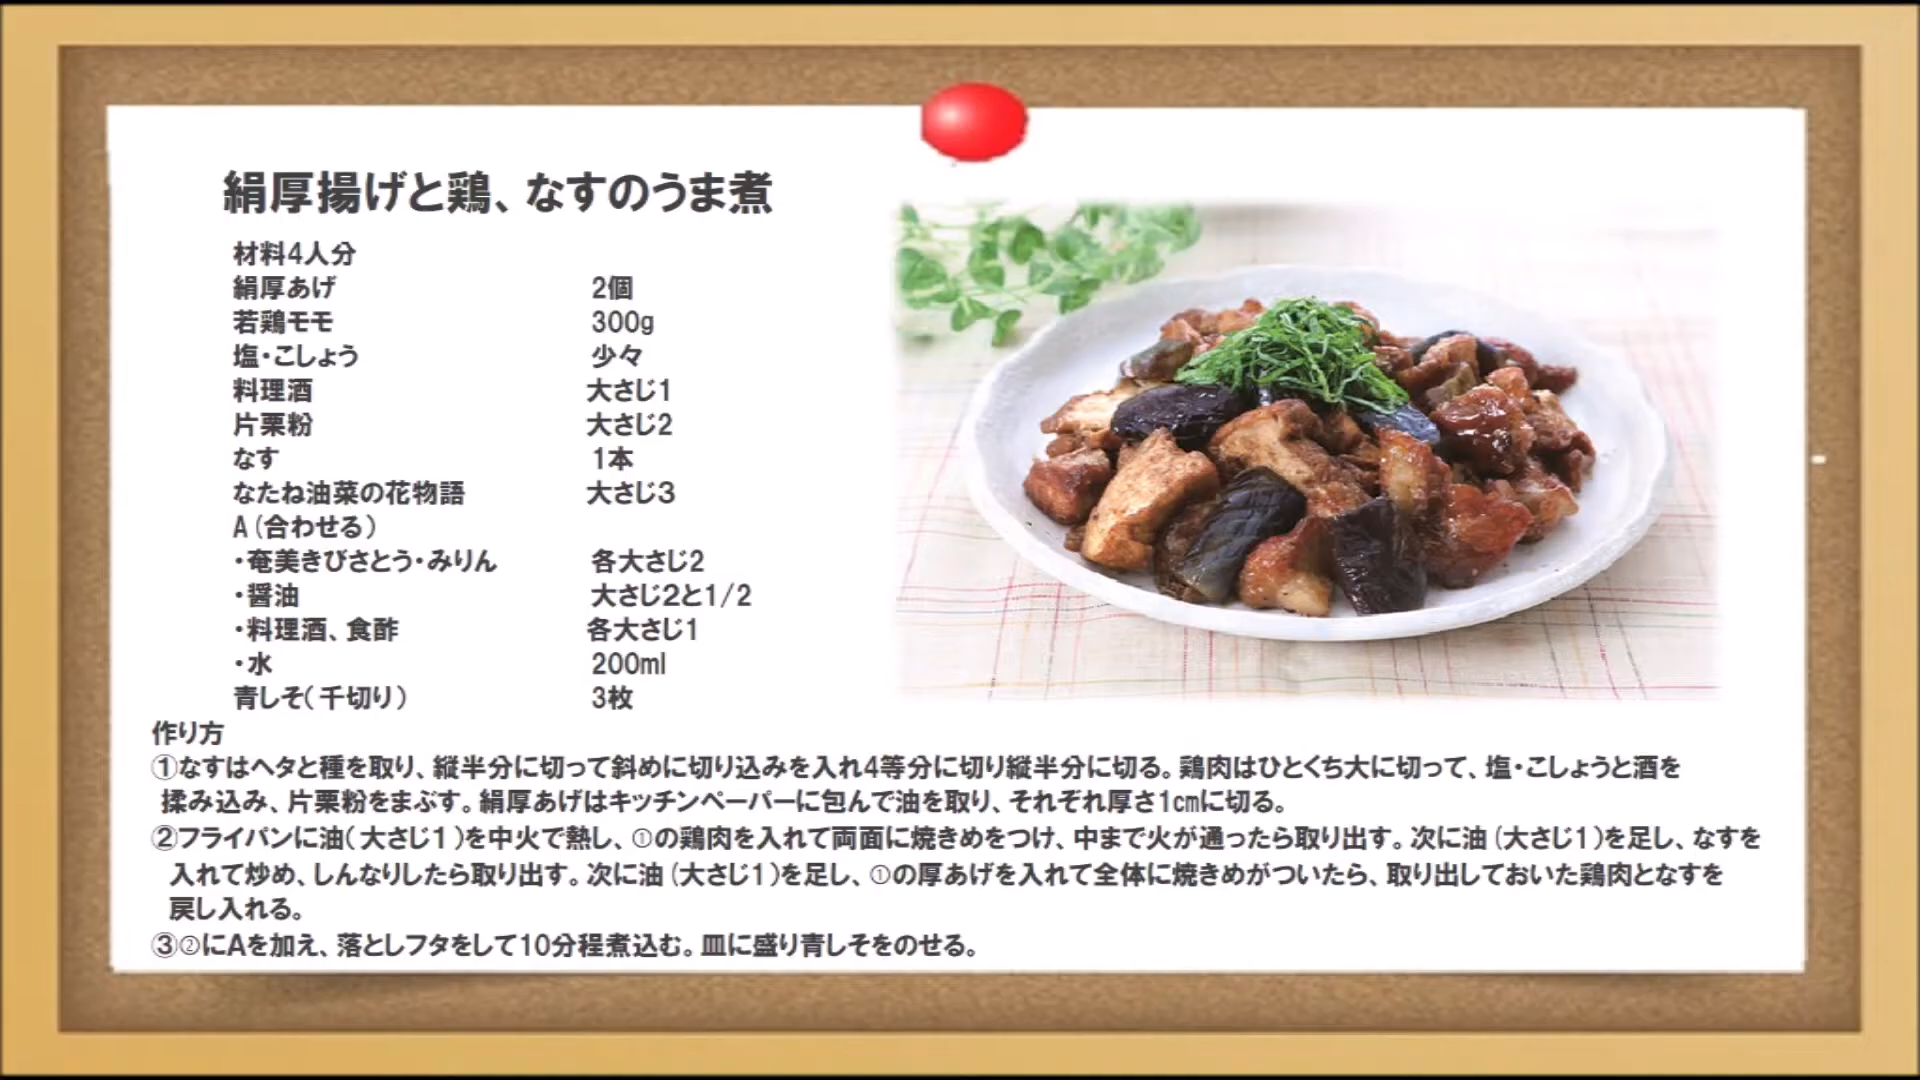 絹厚揚げと鶏、なすのうま煮
材料4人分
絹厚あげ 2個
若鶏モモ 300g
塩・こしょう 少々
料理酒 大さじ1
片栗粉 大さじ2
なす 1本
なたね油菜の花物語 大さじ3
A(合わせる)
・奄美きびさとう・みりん 各大さじ2
・醤油 大さじ2と1/2
・料理酒、食酢 各大さじ1
・水 200ml
青しそ(千切り) 3枚
作り方
①なすはヘタと種を取り、縦半分に切って斜めに切り込みを入れ4等分に切り縦半分に切る。鶏肉はひとくち大に切って、塩・こしょうと酒を
揉み込み、片栗粉をまぶす。絹厚あげはキッチンペーパーに包んで油を取り、それぞれ厚さ1㎝に切る。
②フライパンに油(大さじ1)を中火で熱し、①の鶏肉を入れて両面に焼きめをつけ、中まで火が通ったら取り出す。次に油(大さじ1)を足し、なすを
入れて炒め、しんなりしたら取り出す。次に油(大さじ1)を足し、①の厚あげを入れて全体に焼きめがついたら、取り出しておいた鶏肉となすを
戻し入れる。
③②にAを加え、落としフタをして10分程煮込む。皿に盛り青しそをのせる。